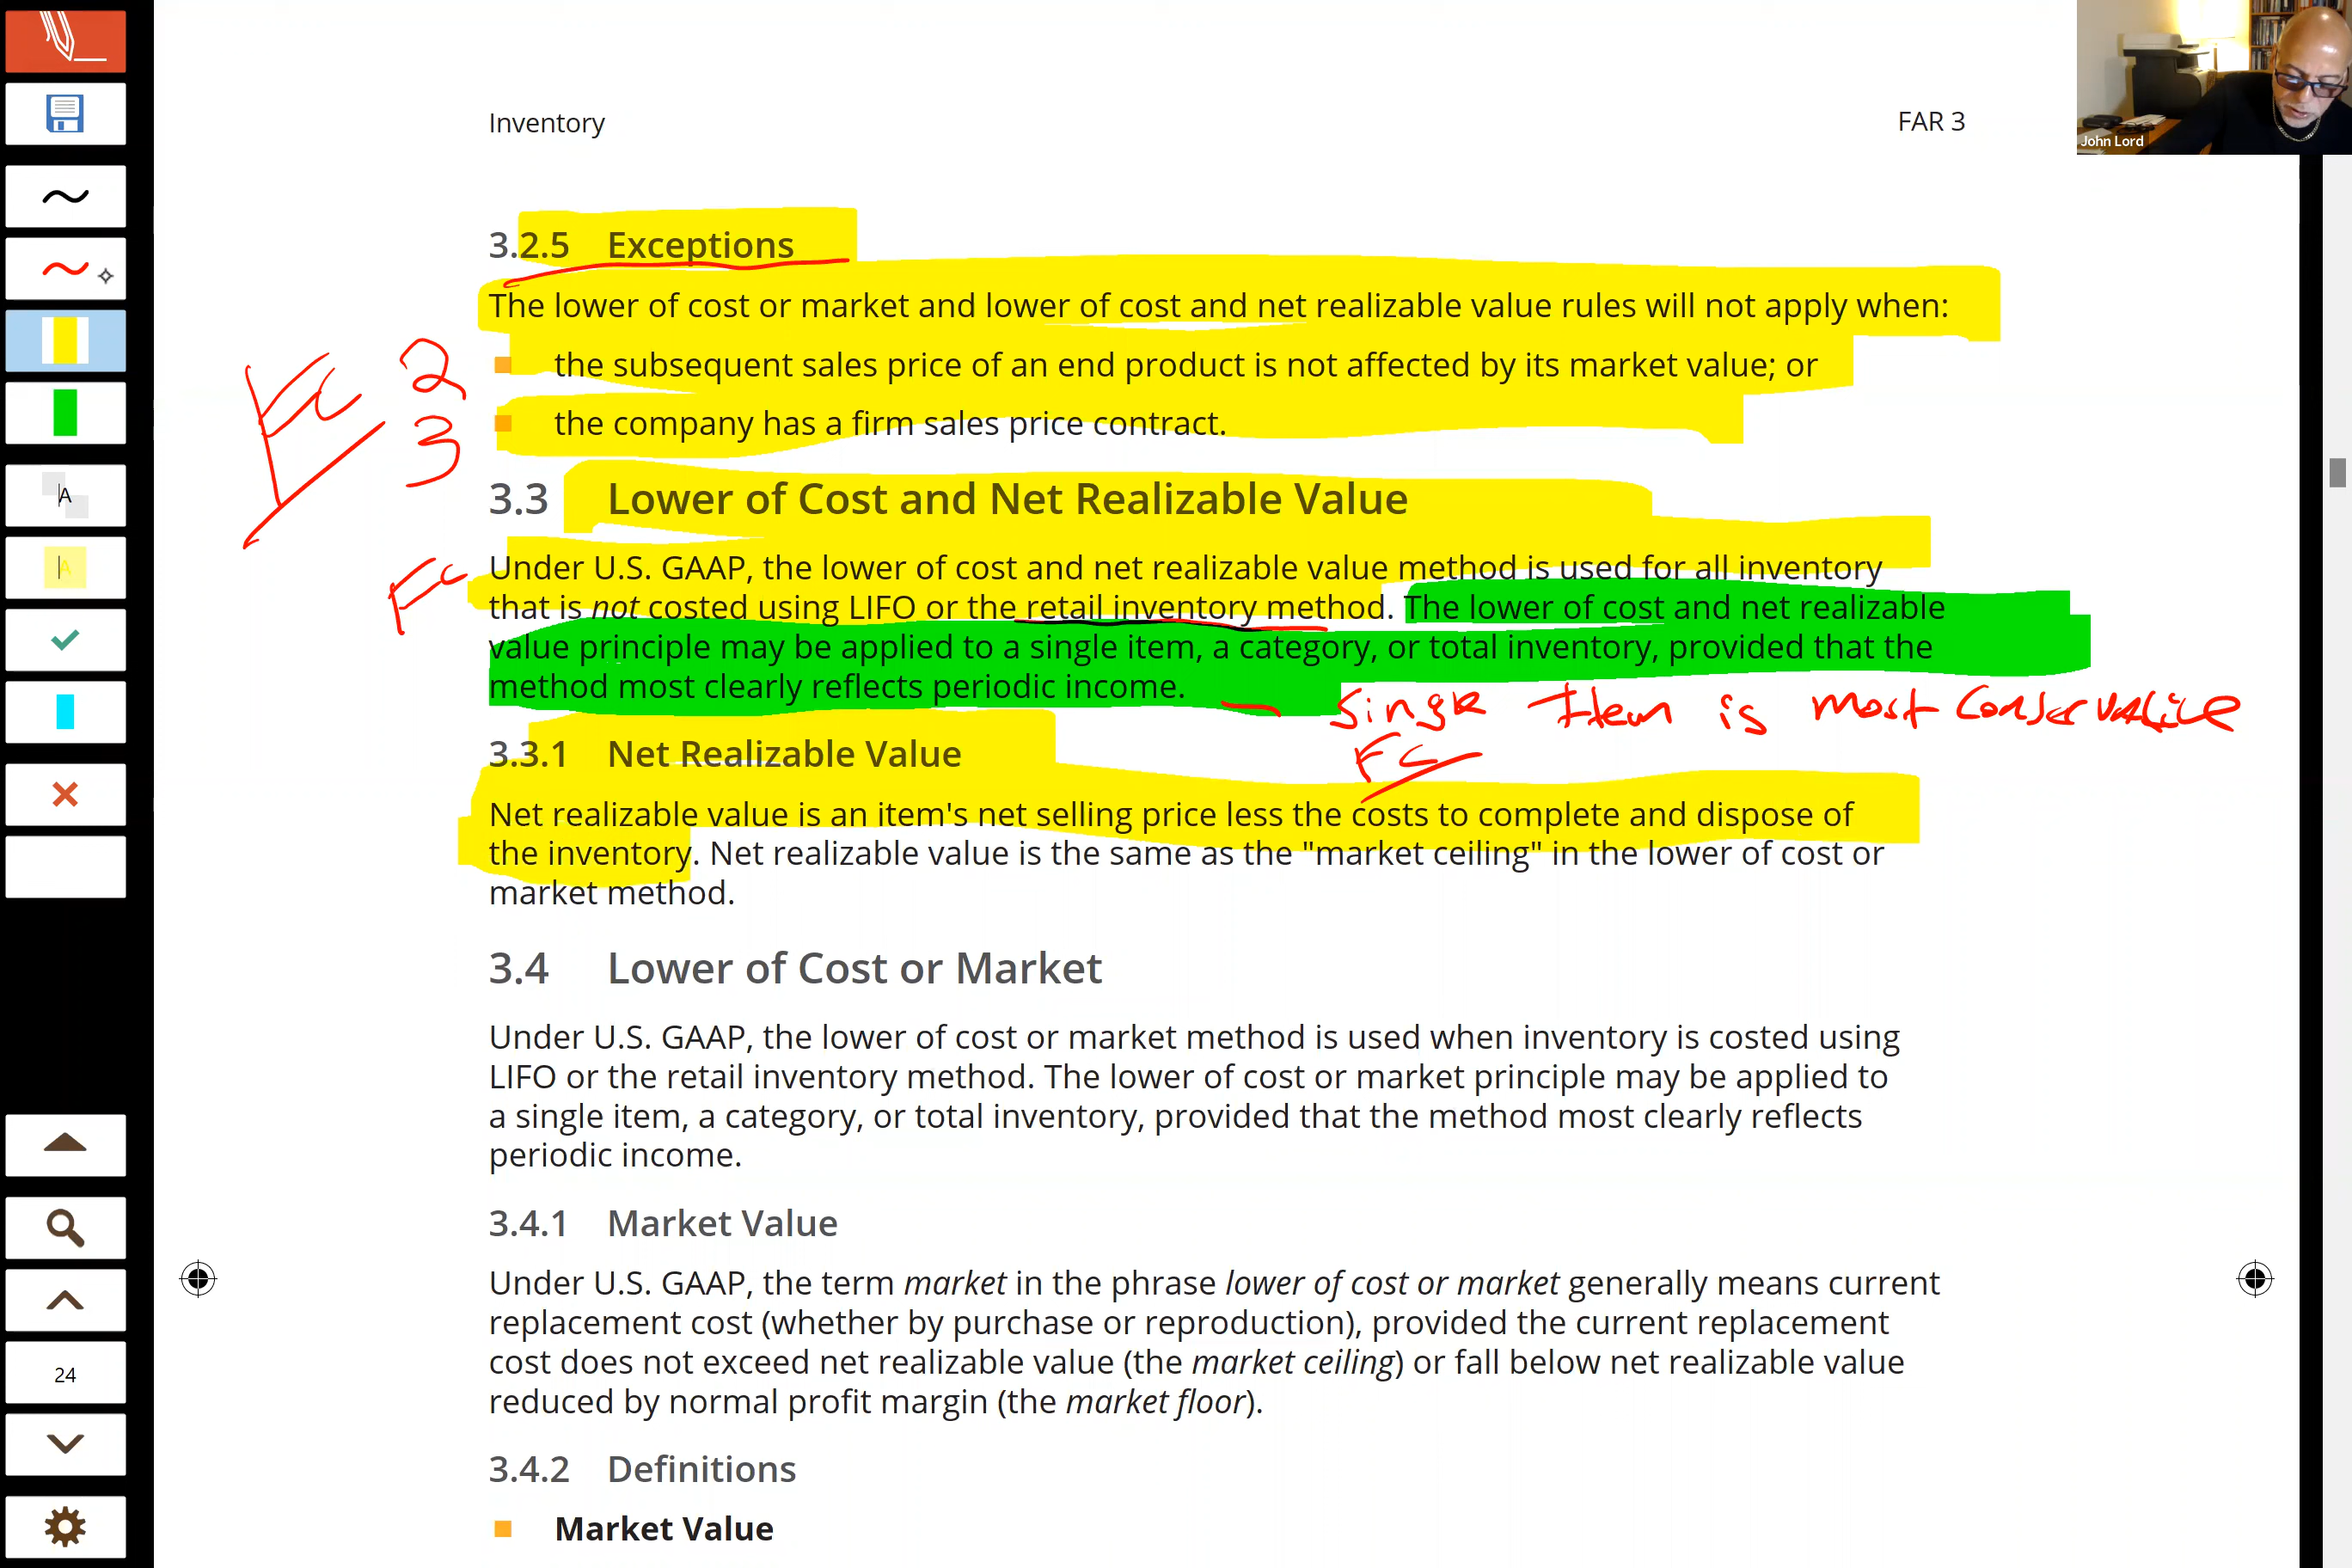 Inventory
FAR 3
John Lord
3.2.5 Exceptions
The lower of cost or market and lower of cost and net realizable value rules will not apply when:
the subsequent sales price of an end product is not affected by its market value; or
the company has a firm sales price contract.
FC 2
3
3.3 Lower of Cost and Net Realizable Value
Under U.S. GAAP, the lower of cost and net realizable value method is used for all inventory
FC
that is not costed using LIFO or the retail inventory method. The lower of cost and net realizable
value principle may be applied to a single item, a category, or total inventory, provided that the
method most clearly reflects periodic income.
Single Item is most conservative
FC
3.3.1 Net Realizable Value
Net realizable value is an item's net selling price less the costs to complete and dispose of
the inventory. Net realizable value is the same as the "market ceiling" in the lower of cost or
market method.
3.4 Lower of Cost or Market
Under U.S. GAAP, the lower of cost or market method is used when inventory is costed using
LIFO or the retail inventory method. The lower of cost or market principle may be applied to
a single item, a category, or total inventory, provided that the method most clearly reflects
periodic income.
3.4.1 Market Value
Under U.S. GAAP, the term market in the phrase lower of cost or market generally means current
replacement cost (whether by purchase or reproduction), provided the current replacement
cost does not exceed net realizable value (the market ceiling) or fall below net realizable value
reduced by normal profit margin (the market floor).
3.4.2 Definitions
Market Value
A
A
24